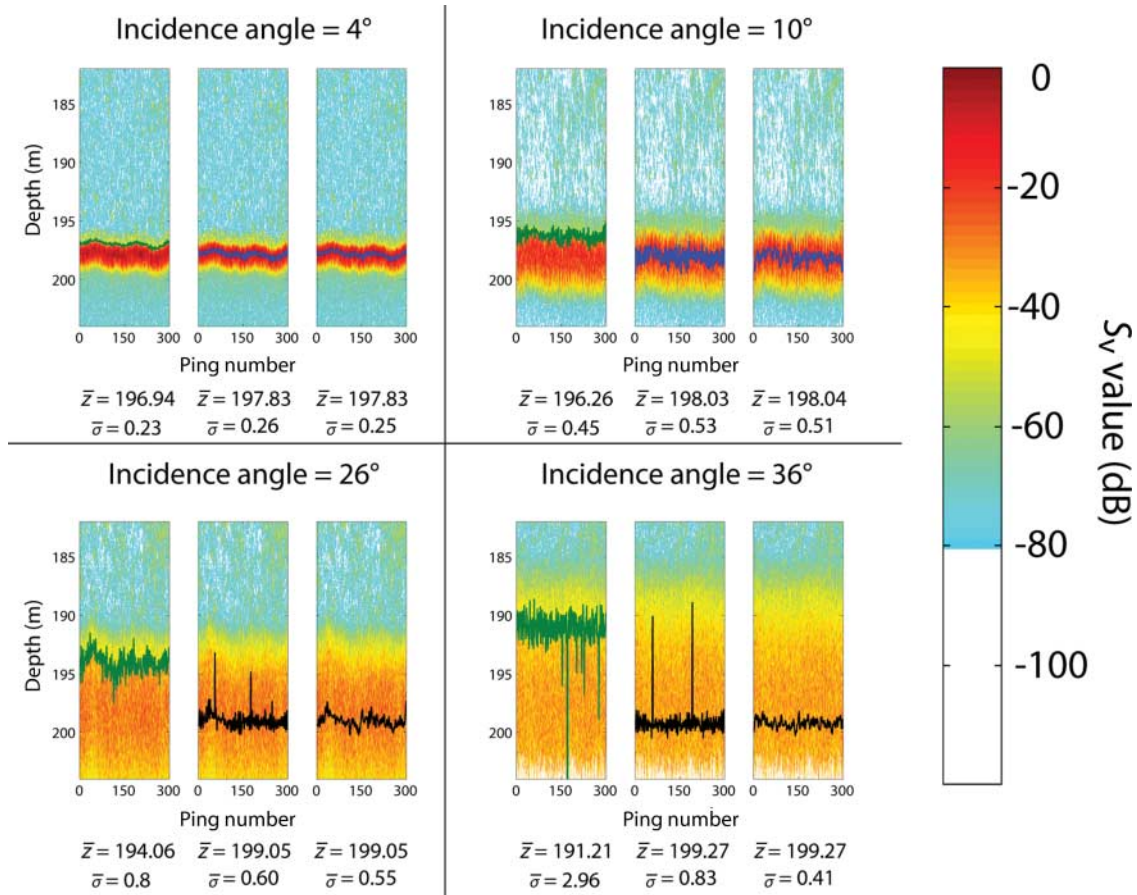 Incidence angle = 4°
Depth (m)
185
190
195
200
0 150 300 0 150 300 0 150 300
Ping number
z̅ = 196.94 z̅ = 197.83 z̅ = 197.83
σ̅ = 0.23 σ̅ = 0.26 σ̅ = 0.25
Incidence angle = 10°
185
190
195
200
0 150 300 0 150 300 0 150 300
Ping number
z̅ = 196.26 z̅ = 198.03 z̅ = 198.04
σ̅ = 0.45 σ̅ = 0.53 σ̅ = 0.51
Incidence angle = 26°
Depth (m)
185
190
195
200
0 150 300 0 150 300 0 150 300
Ping number
z̅ = 194.06 z̅ = 199.05 z̅ = 199.05
σ̅ = 0.8 σ̅ = 0.60 σ̅ = 0.55
Incidence angle = 36°
185
190
195
200
0 150 300 0 150 300 0 150 300
Ping number
z̅ = 191.21 z̅ = 199.27 z̅ = 199.27
σ̅ = 2.96 σ̅ = 0.83 σ̅ = 0.41
0
-20
-40
-60
-80
-100
Sv value (dB)